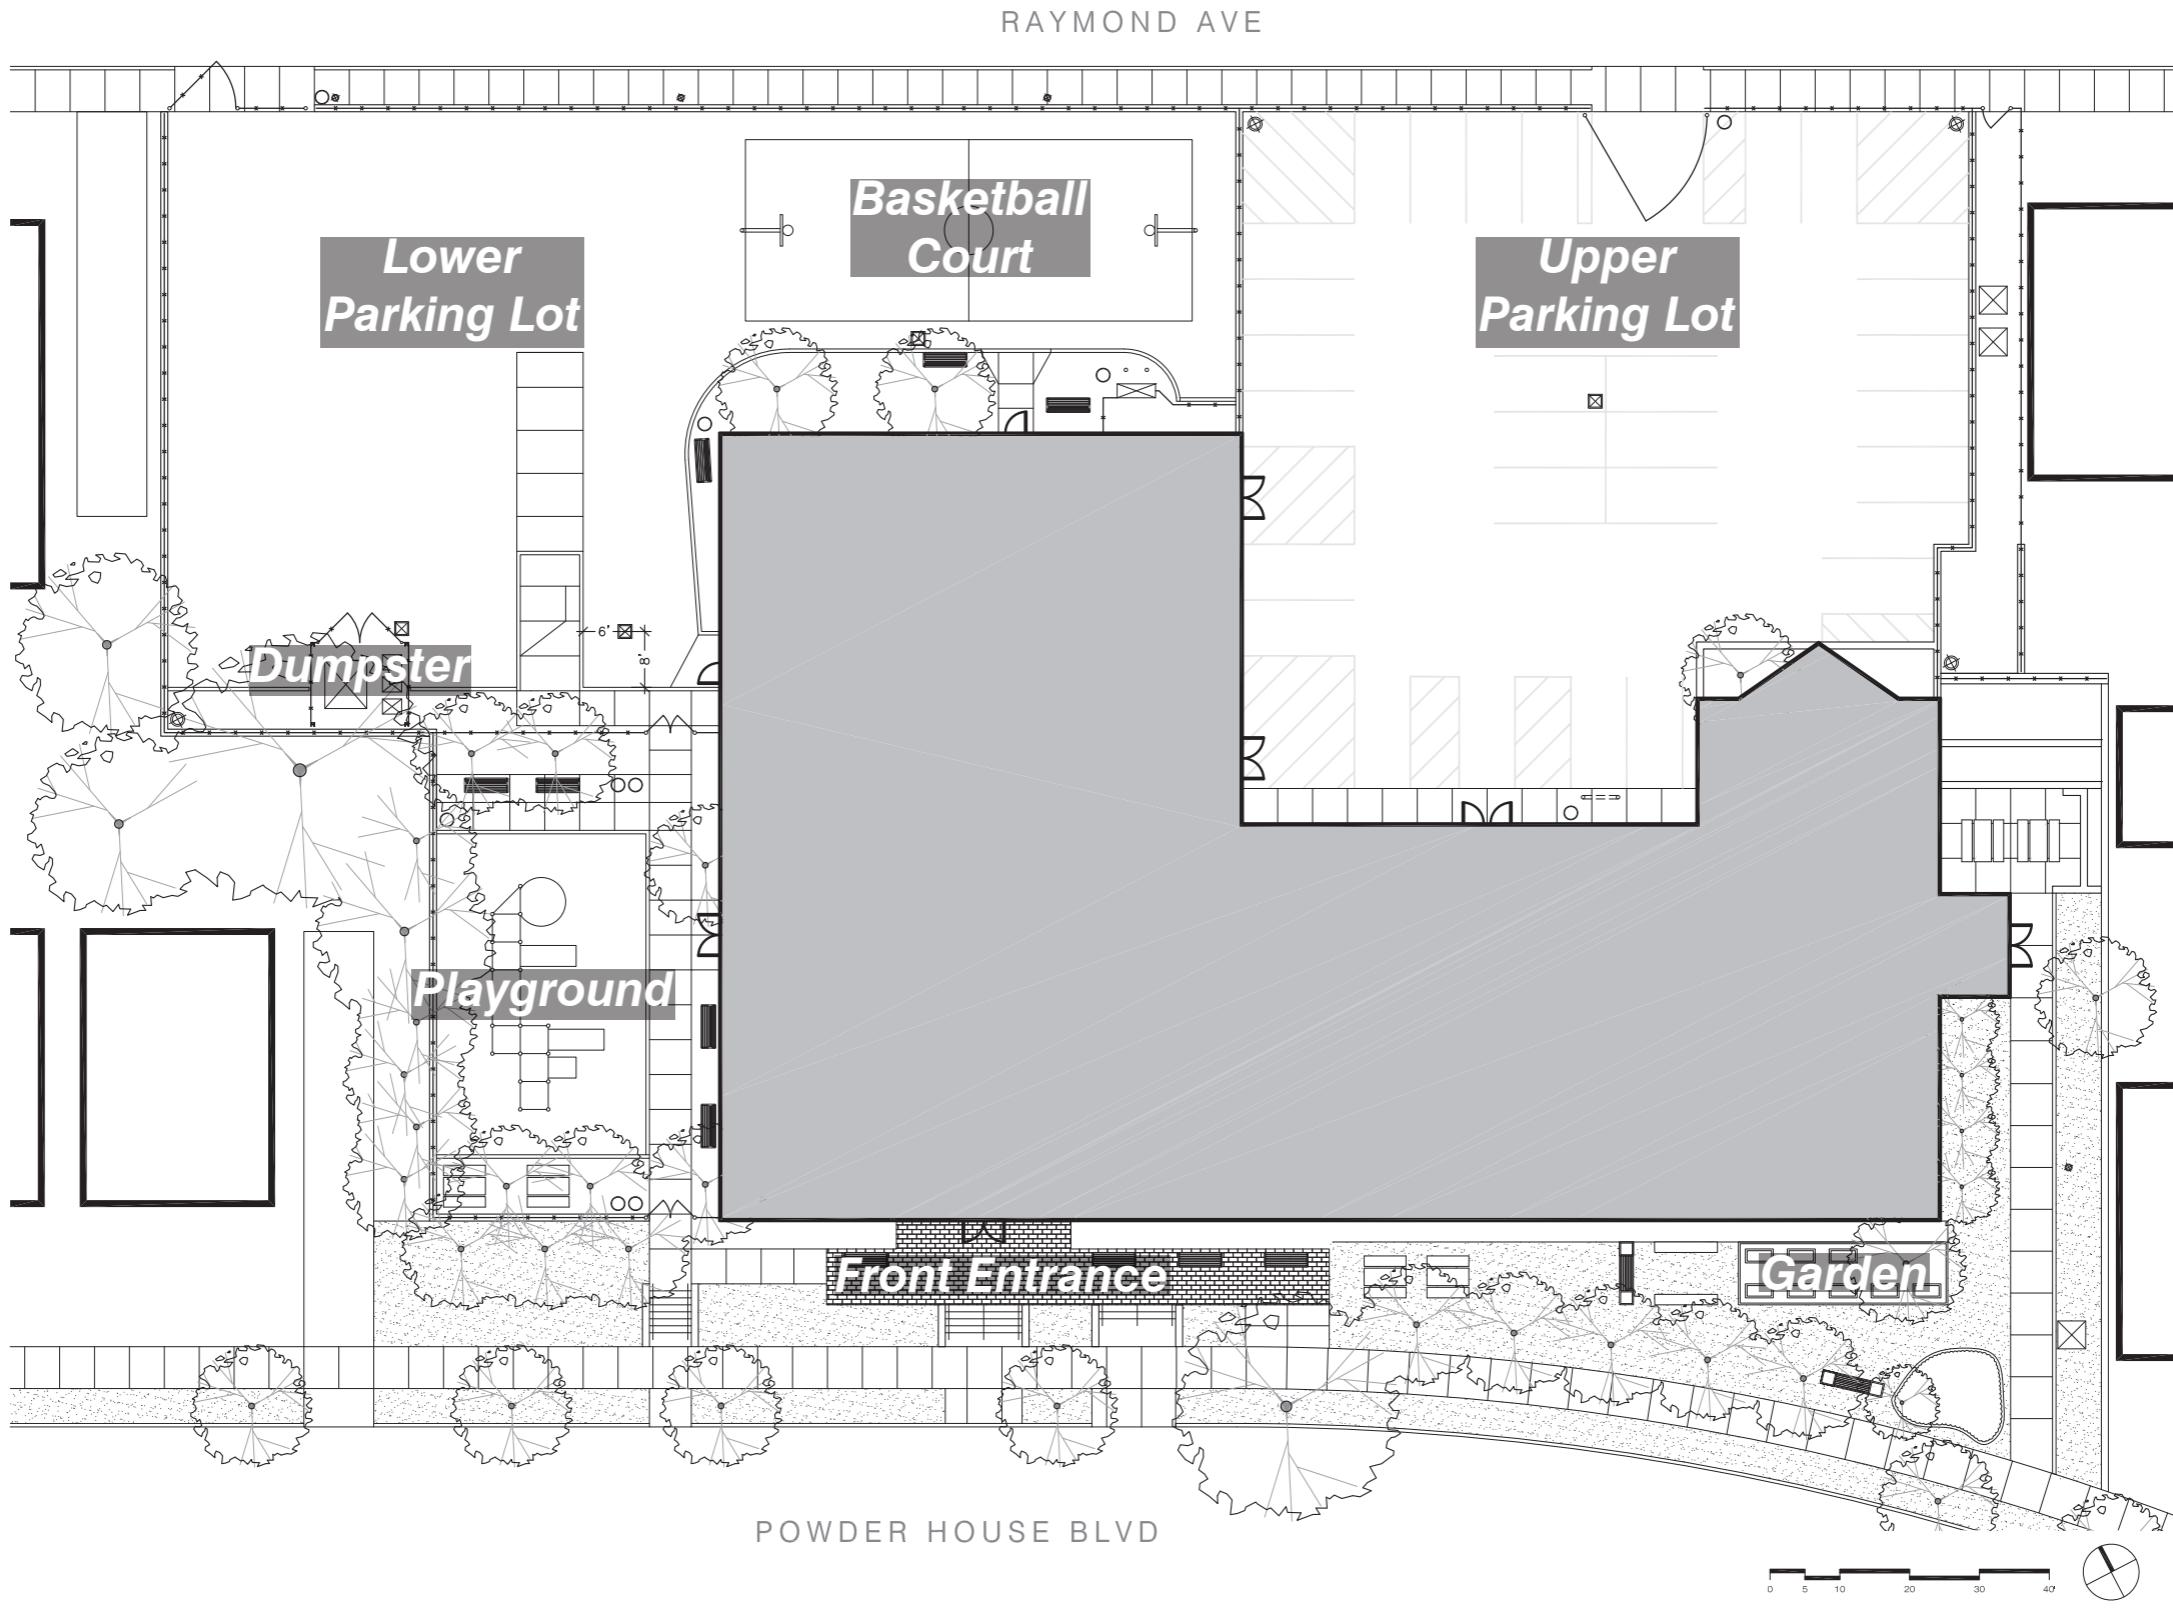 RAYMOND AVE
Basketball
Court
Lower
Parking Lot
Upper
Parking Lot
6'
8'
Dumpster
Playground
Front Entrance
Garden
POWDER HOUSE BLVD
0 5 10 20 30 40'